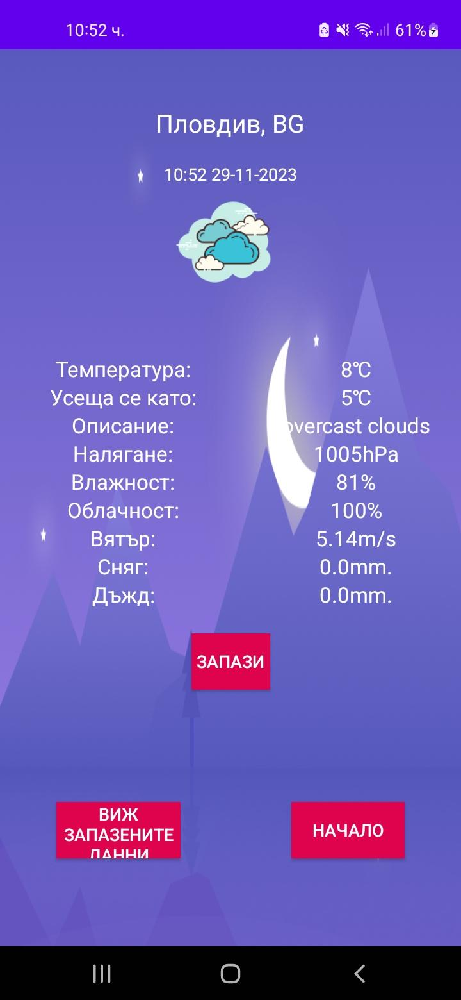 10:52 ч.
61%
Пловдив, BG
10:52 29-11-2023
Температура: 8°C
Усеща се като: 5°C
Описание: overcast clouds
Налягане: 1005hPa
Влажност: 81%
Облачност: 100%
Вятър: 5.14m/s
Сняг: 0.0mm.
Дъжд: 0.0mm.
ЗАПАЗИ
ВИЖ
ЗАПАЗЕНИТЕ
ДАННИ
НАЧАЛО